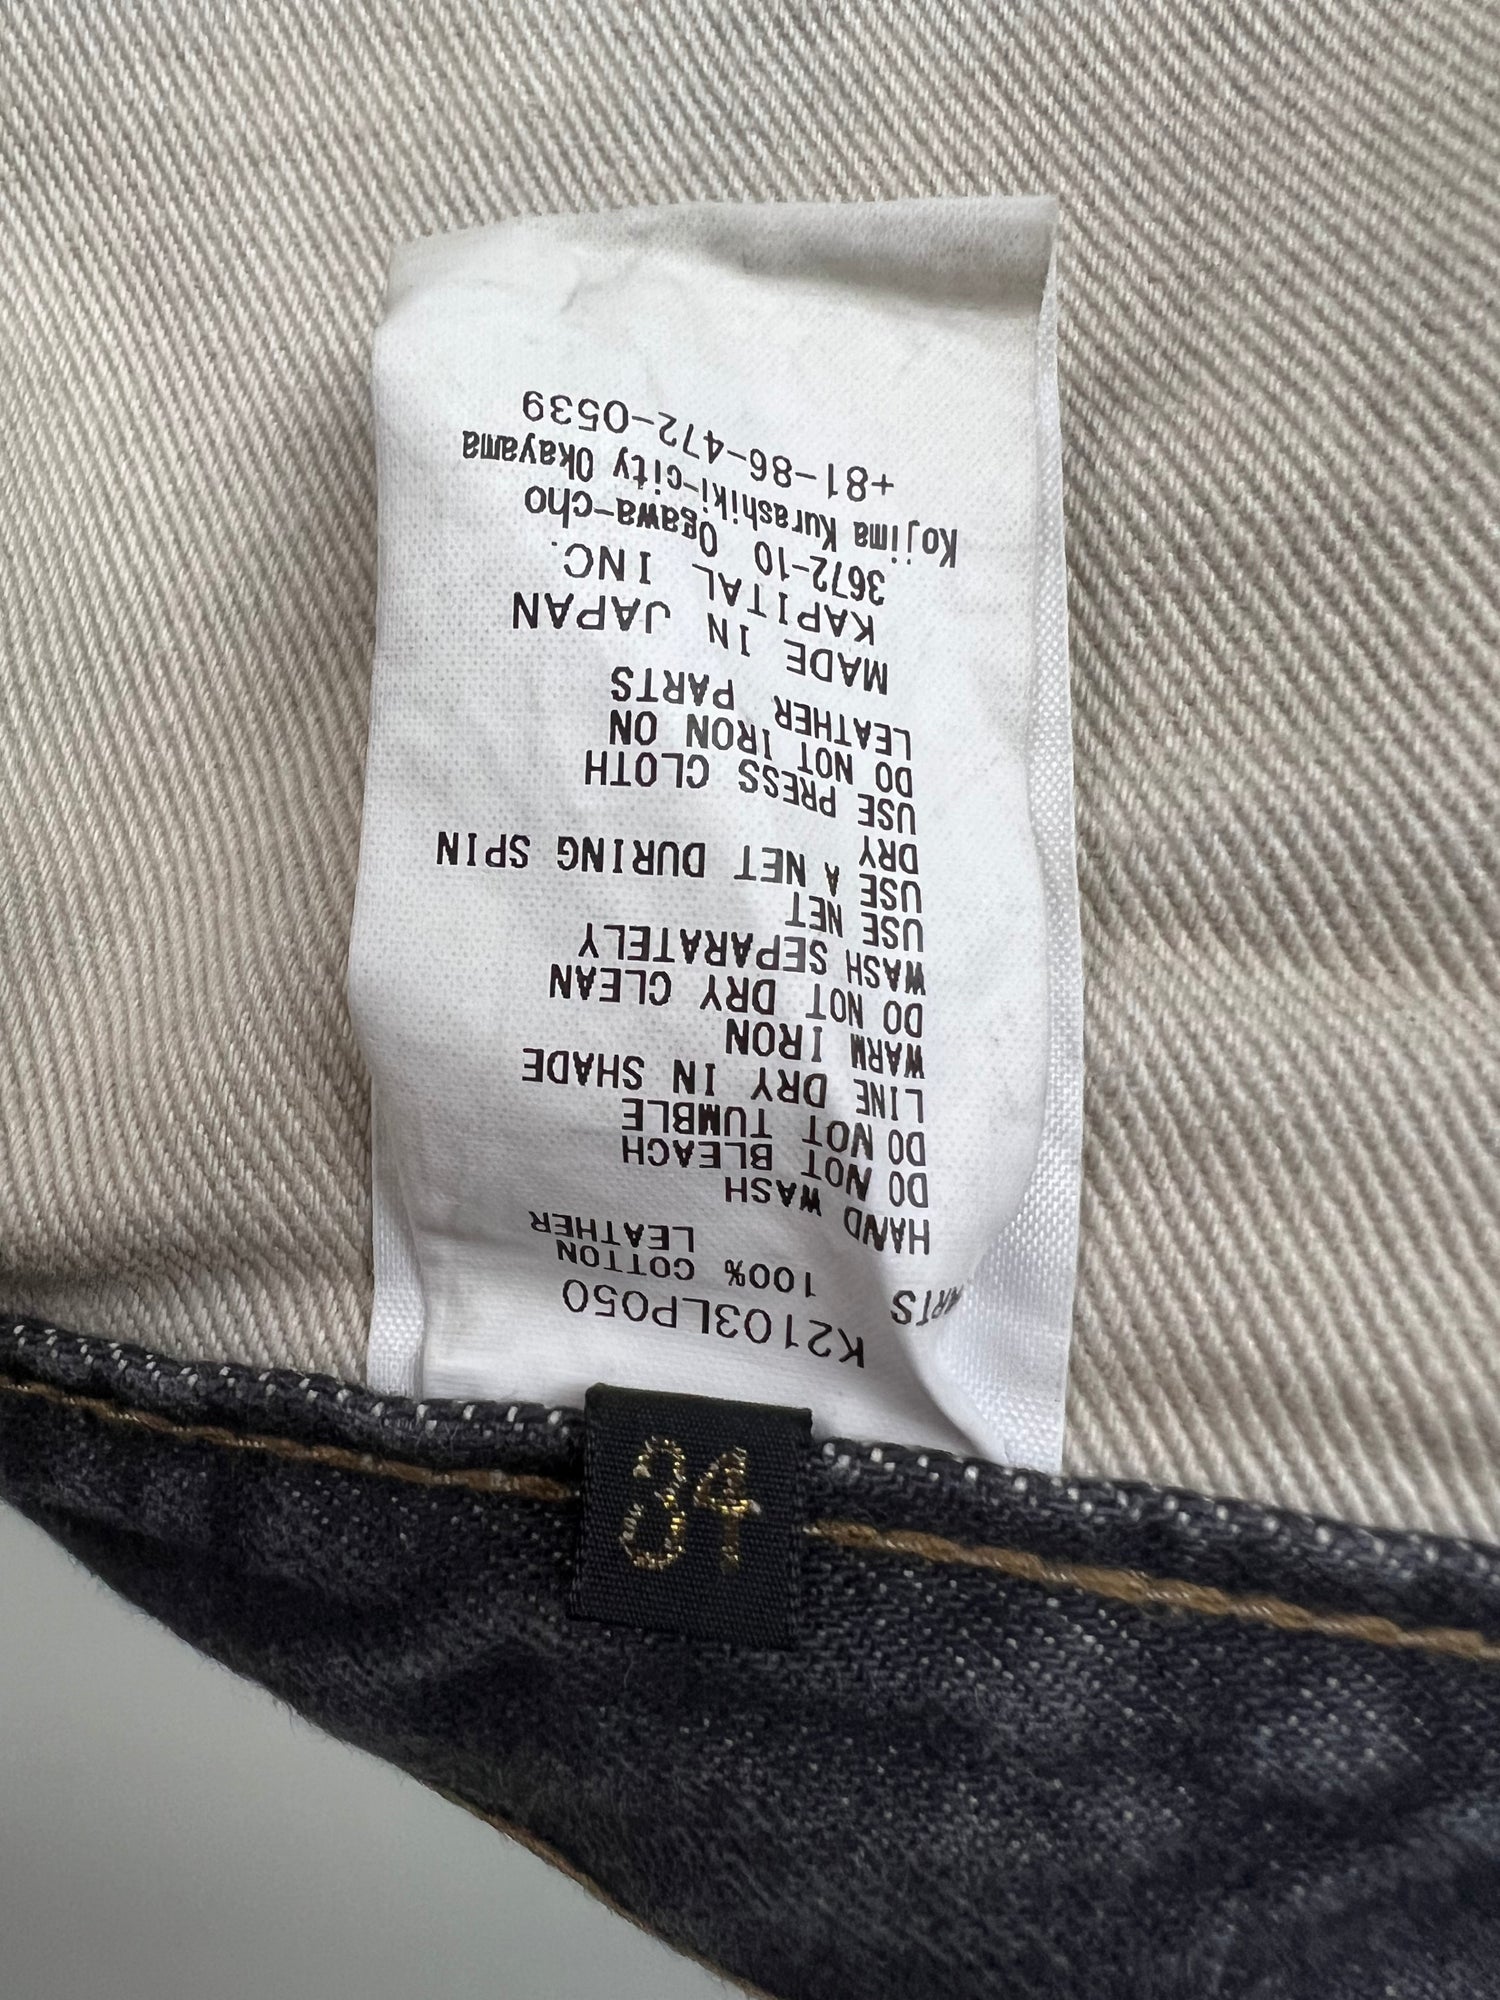 K2103LP050
100% COTTON
PARTS LEATHER
HAND WASH
DO NOT BLEACH
DO NOT TUMBLE
LINE DRY IN SHADE
WARM IRON
DO NOT DRY CLEAN
WASH SEPARATELY
USE NET
USE A NET DURING SPIN
DRY
USE PRESS CLOTH
DO NOT IRON ON
LEATHER PARTS
MADE IN JAPAN
KAPITAL INC.
3672-10 Ogawa-cho
Kojima Kurashiki-city Okayama
+81-86-472-0539
34